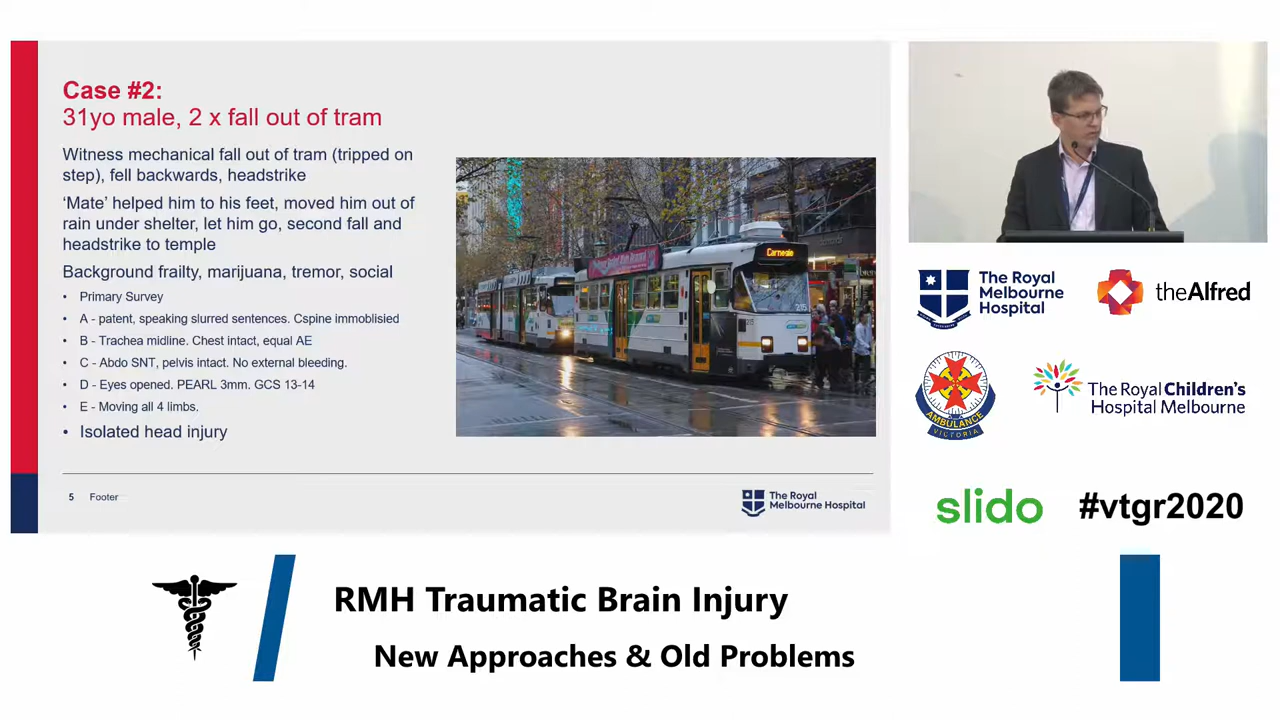 Case #2:
31yo male, 2 x fall out of tram
Witness mechanical fall out of tram (tripped on
step), fell backwards, headstrike
‘Mate’ helped him to his feet, moved him out of
rain under shelter, let him go, second fall and
headstrike to temple
Background frailty, marijuana, tremor, social
• Primary Survey
• A - patent, speaking slurred sentences. Cspine immoblisied
• B - Trachea midline. Chest intact, equal AE
• C - Abdo SNT, pelvis intact. No external bleeding.
• D - Eyes opened. PEARL 3mm. GCS 13-14
• E - Moving all 4 limbs.
• Isolated head injury
5 Footer
The Royal
Melbourne Hospital
Carnegie
The Royal
Melbourne
Hospital
theAlfred
AMBULANCE
VICTORIA
The Royal Children's
Hospital Melbourne
slido
#vtgr2020
RMH Traumatic Brain Injury
New Approaches & Old Problems